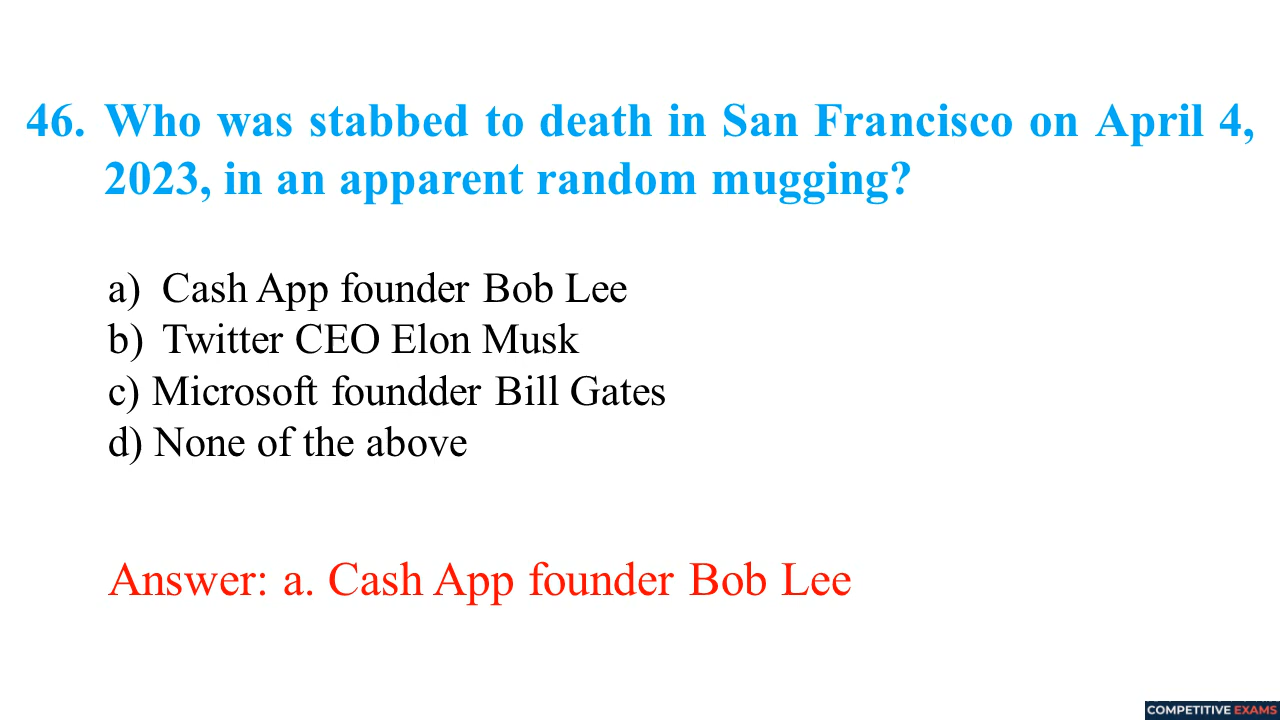 46. Who was stabbed to death in San Francisco on April 4,
2023, in an apparent random mugging?
a) Cash App founder Bob Lee
b) Twitter CEO Elon Musk
c) Microsoft foundder Bill Gates
d) None of the above
Answer: a. Cash App founder Bob Lee
COMPETITIVE EXAMS